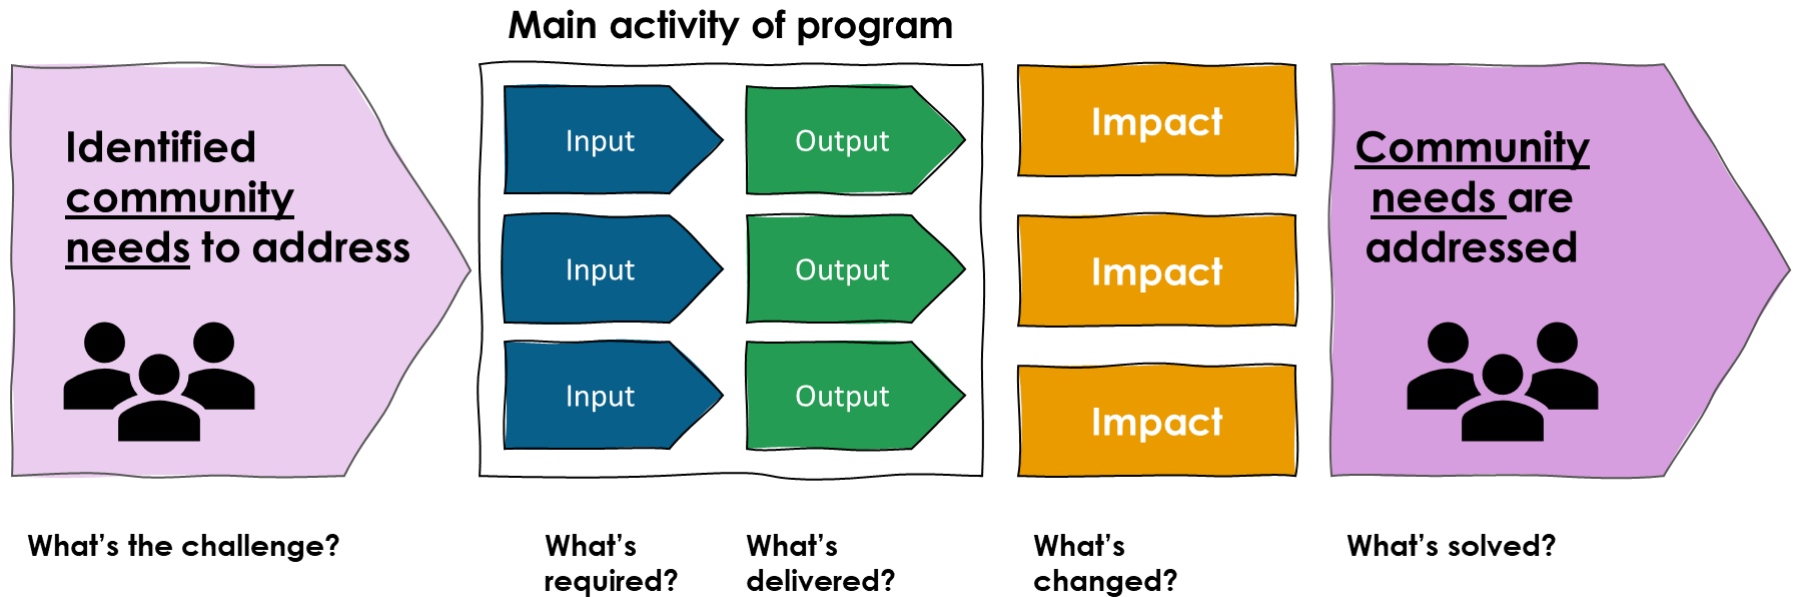 Main activity of program
Identified
community
needs to address
Input
Output
Input
Output
Input
Output
Impact
Impact
Impact
Community
needs are
addressed
What's the challenge?
What's
required?
What's
delivered?
What's
changed?
What's solved?